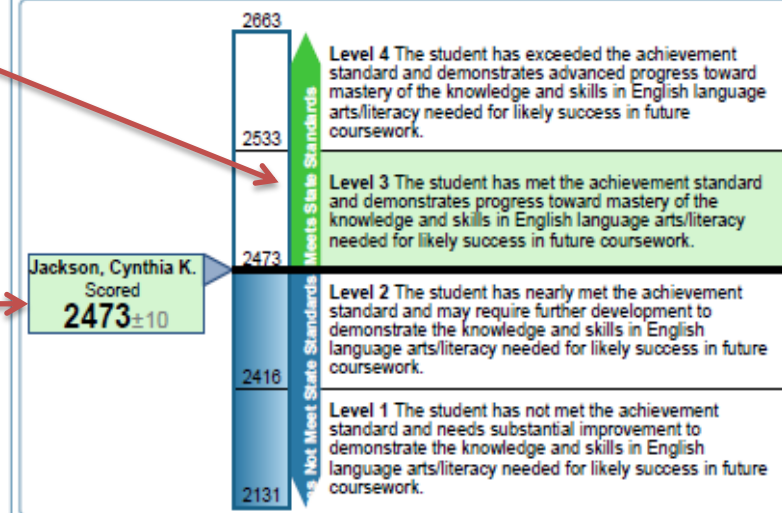 2663
Level 4 The student has exceeded the achievement
standard and demonstrates advanced progress toward
mastery of the knowledge and skills in English language
arts/literacy needed for likely success in future
coursework.
2533
Level 3 The student has met the achievement standard
and demonstrates progress toward mastery of the
knowledge and skills in English language arts/literacy
needed for likely success in future coursework.
Meets State Standards
2473
Jackson, Cynthia K.
Scored
2473±10
Level 2 The student has nearly met the achievement
standard and may require further development to
demonstrate the knowledge and skills in English
language arts/literacy needed for likely success in future
coursework.
2416
Level 1 The student has not met the achievement
standard and needs substantial improvement to
demonstrate the knowledge and skills in English
language arts/literacy needed for likely success in future
coursework.
es Not Meet State Standards
2131